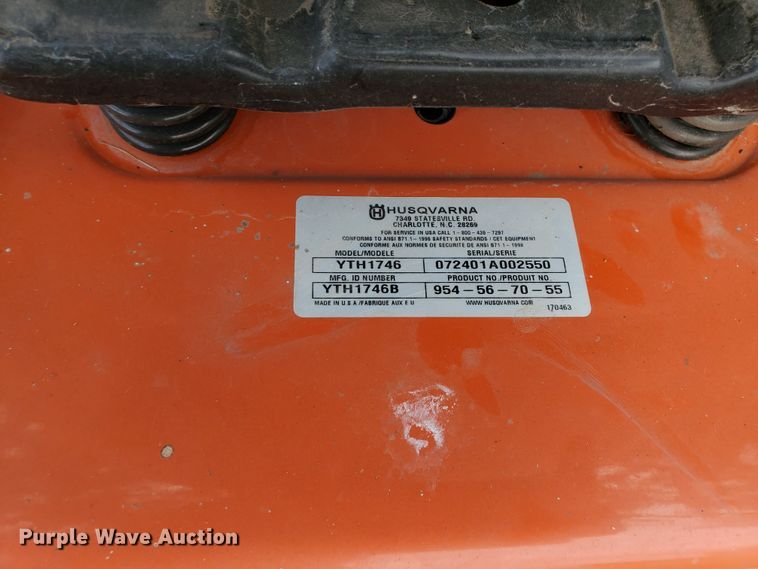 HUSQVARNA
7349 STATESVILLE RD.
CHARLOTTE, N.C. 28269
FOR SERVICE IN USA CALL 1-800-438-7297
CONFORMS TO ANSI B71.1-1996 SAFETY STANDARDS / CET EQUIPMENT
CONFORME AUX NORMES DE SECURITE DE ANSI B71.1-1996
MODEL/MODELE SERIAL/SERIE
YTH1746 072401A002550
MFG. ID NUMBER PRODUCT NO./PRODUIT NO
YTH1746B 954-56-70-55
MADE IN U.S.A./FABRIQUE AUX E U WWW.HUSQVARNA.COM
170463
Purple Wave Auction